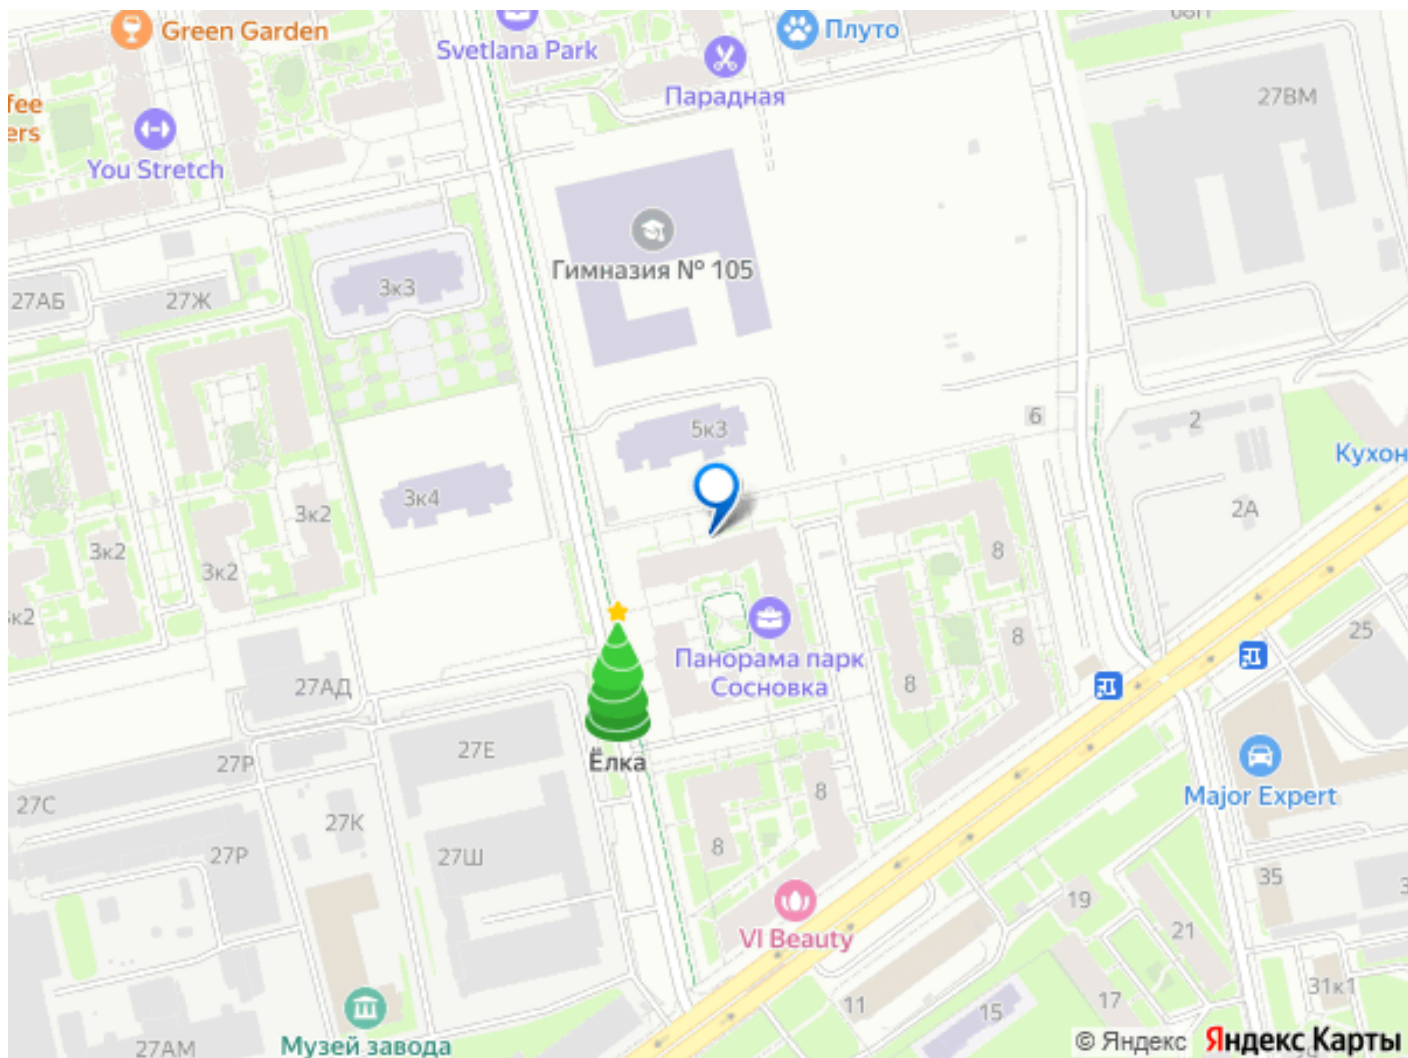 Green Garden
Svetlana Park
Плуто
Парадная
27ВМ
fee
ers
You Stretch
Гимназия № 105
27АБ
27Ж
3к3
5к3
6
2
Кухон
3к4
3к2
2А
3к2
3к2
8
к2
8
25
Панорама парк
Сосновка
27АД
8
27Е
Ёлка
27Р
27С
8
Major Expert
27К
27Р
27Ш
8
35
19
VI Beauty
21
31к1
11
17
15
Музей завода
27АМ
© Яндекс
Яндекс Карты